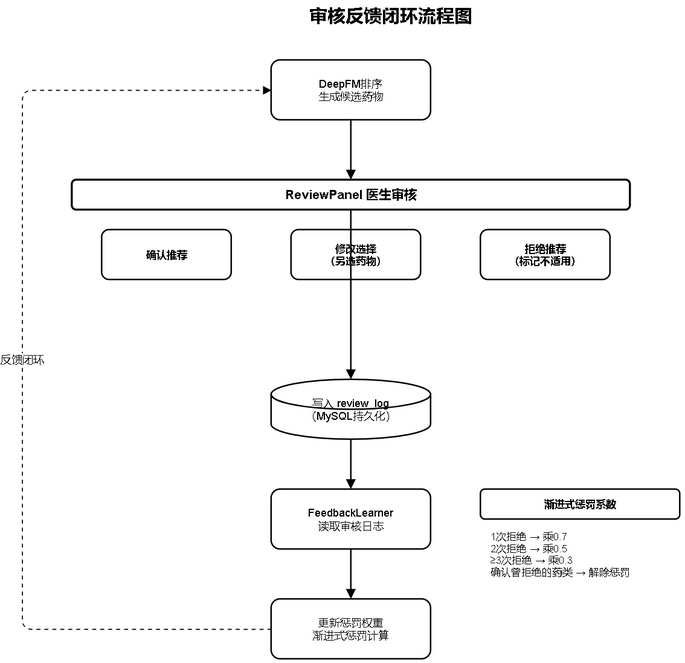 审核反馈闭环流程图
DeepFM排序
生成候选药物
ReviewPanel 医生审核
确认推荐
修改选择
（另选药物）
拒绝推荐
（标记不适用）
反馈闭环
写入 review_log
（MySQL持久化）
FeedbackLearner
读取审核日志
渐进式惩罚系数
1次拒绝 → 乘0.7
2次拒绝 → 乘0.5
≥3次拒绝 → 乘0.3
确认曾拒绝的药类 → 解除惩罚
更新惩罚权重
渐进式惩罚计算